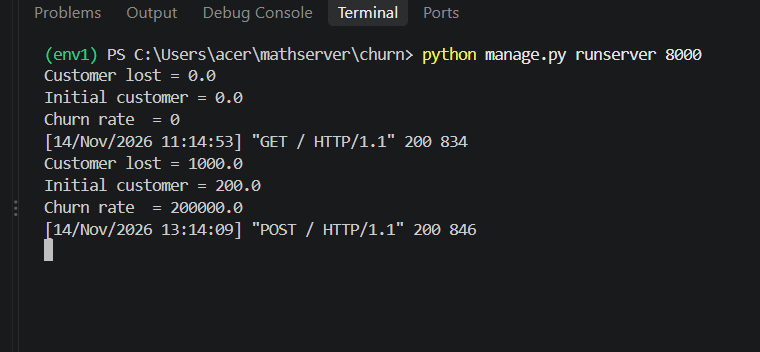 Problems Output Debug Console Terminal Ports
(env1) PS C:\Users\acer\mathserver\churn> python manage.py runserver 8000
Customer lost = 0.0
Initial customer = 0.0
Churn rate  = 0
[14/Nov/2026 11:14:53] "GET / HTTP/1.1" 200 834
Customer lost = 1000.0
Initial customer = 200.0
Churn rate  = 200000.0
[14/Nov/2026 13:14:09] "POST / HTTP/1.1" 200 846